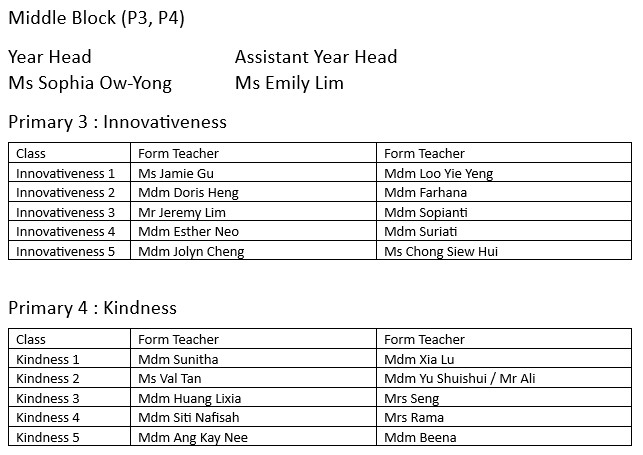 Middle Block (P3, P4)
Year Head Assistant Year Head
Ms Sophia Ow-Yong Ms Emily Lim
Primary 3 : Innovativeness
Class Form Teacher Form Teacher
Innovativeness 1 Ms Jamie Gu Mdm Loo Yie Yeng
Innovativeness 2 Mdm Doris Heng Mdm Farhana
Innovativeness 3 Mr Jeremy Lim Mdm Sopianti
Innovativeness 4 Mdm Esther Neo Mdm Suriati
Innovativeness 5 Mdm Jolyn Cheng Ms Chong Siew Hui
Primary 4 : Kindness
Class Form Teacher Form Teacher
Kindness 1 Mdm Sunitha Mdm Xia Lu
Kindness 2 Ms Val Tan Mdm Yu Shuishui / Mr Ali
Kindness 3 Mdm Huang Lixia Mrs Seng
Kindness 4 Mdm Siti Nafisah Mrs Rama
Kindness 5 Mdm Ang Kay Nee Mdm Beena